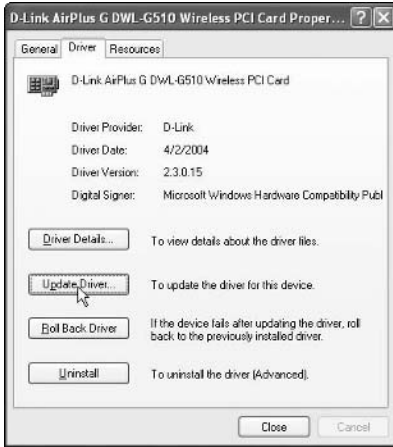 D-Link AirPlus G DWL-G510 Wireless PCI Card Proper...
General Driver Resources
D-Link AirPlus G DWL-G510 Wireless PCI Card
Driver Provider: D-Link
Driver Date: 4/2/2004
Driver Version: 2.3.0.15
Digital Signer: Microsoft Windows Hardware Compatibility Publ
Driver Details... To view details about the driver files.
Update Driver... To update the driver for this device.
Roll Back Driver If the device fails after updating the driver, roll
back to the previously installed driver.
Uninstall To uninstall the driver (Advanced).
Close Cancel